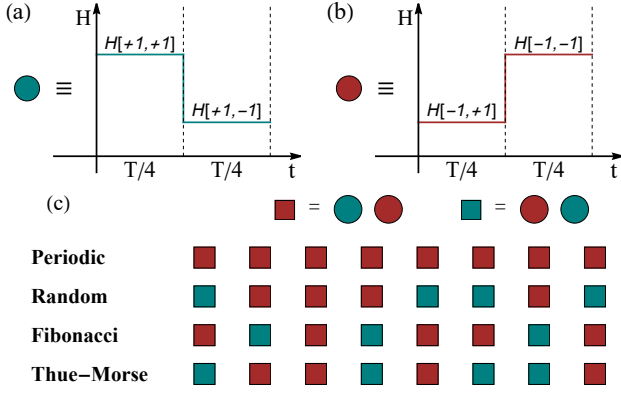 (a)
H
H[+1,+1]
H[+1,−1]
≡
T/4
T/4
t
(b)
H
H[−1,−1]
H[−1,+1]
≡
T/4
T/4
t
(c)
=
=
Periodic
Random
Fibonacci
Thue−Morse